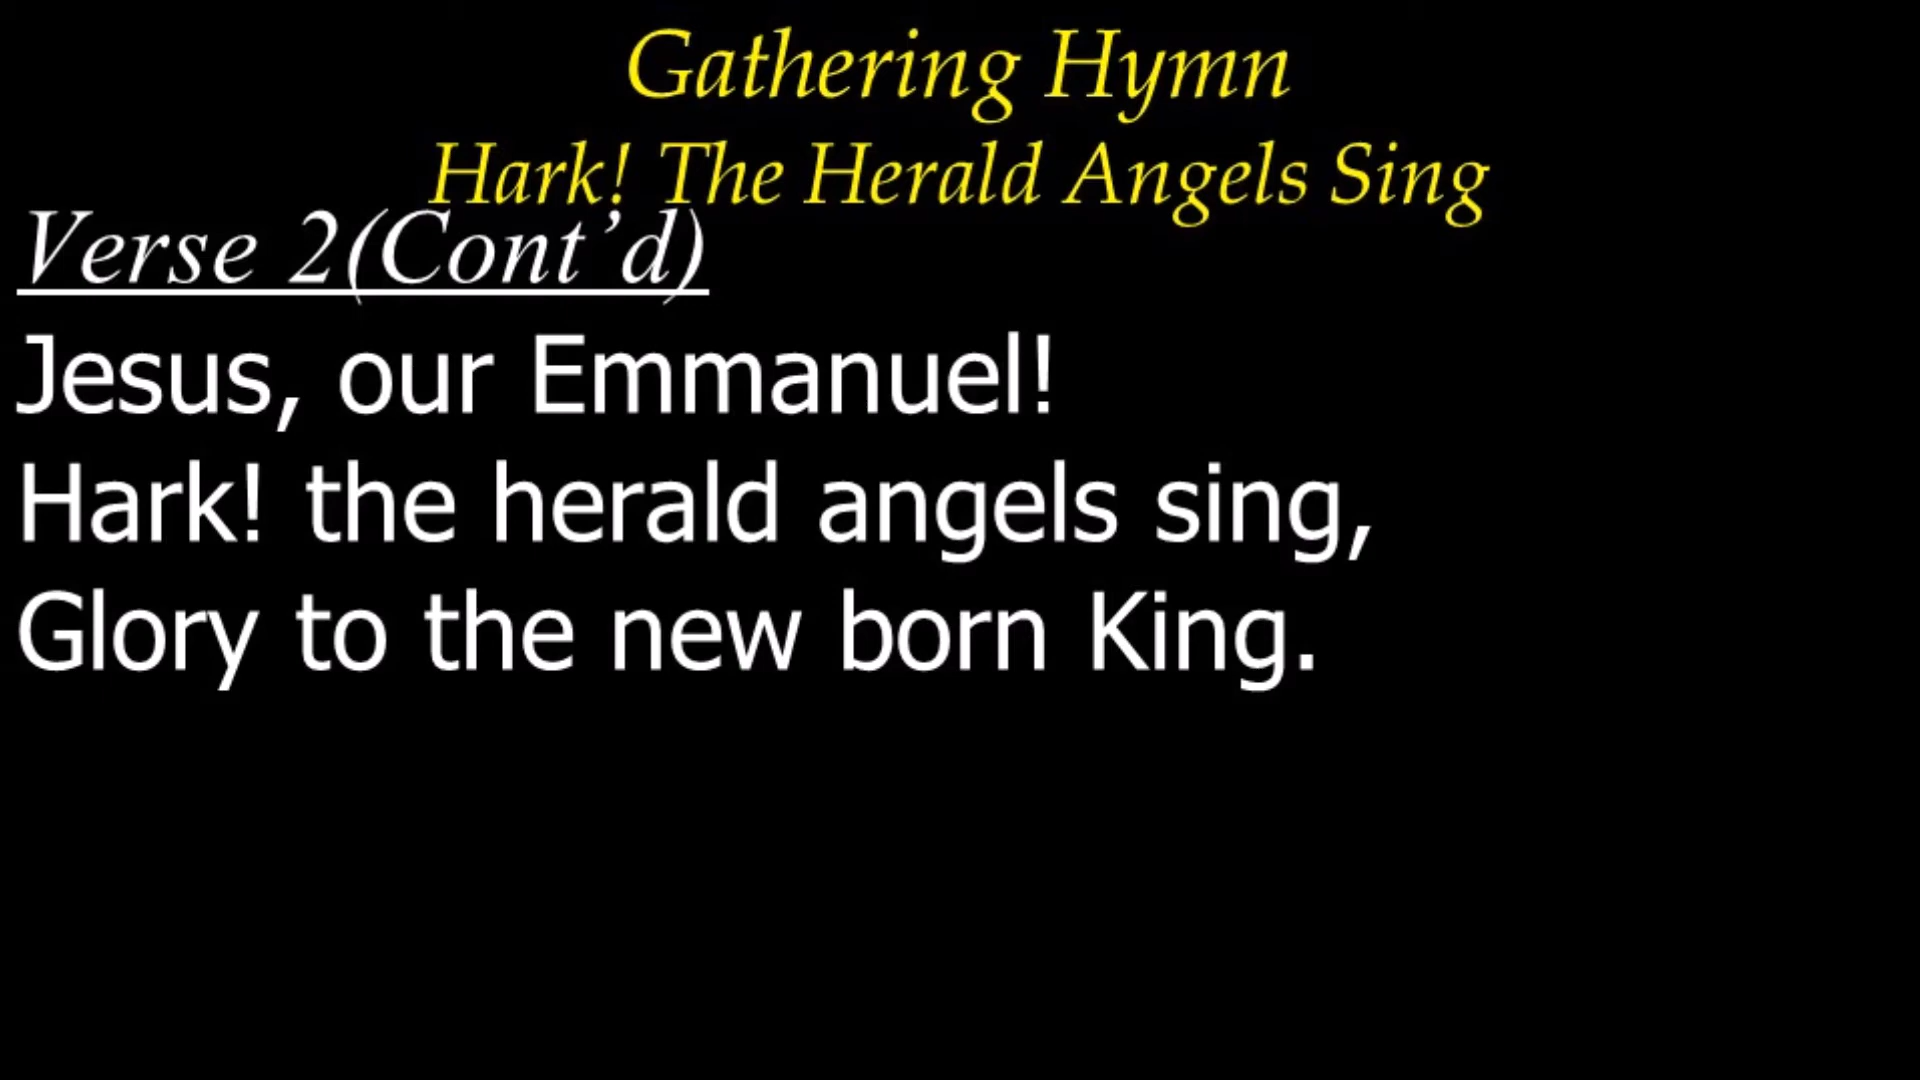 Gathering Hymn
Hark! The Herald Angels Sing
Verse 2(Cont’d)
Jesus, our Emmanuel!
Hark! the herald angels sing,
Glory to the new born King.